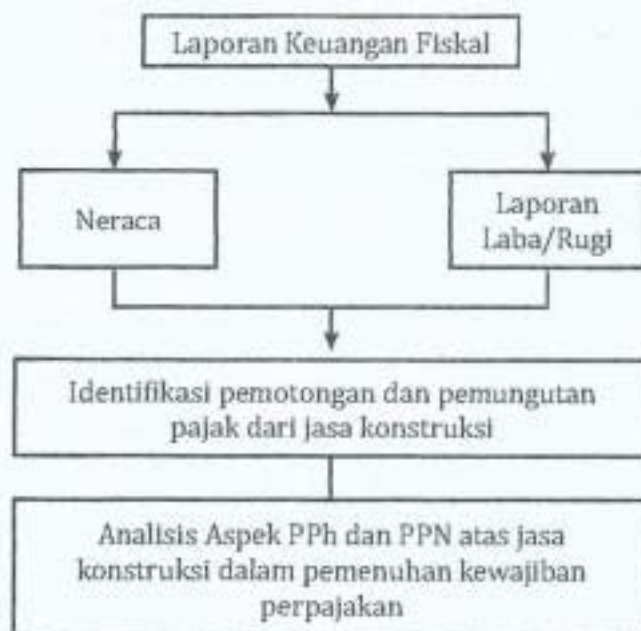 Laporan Keuangan Fiskal
Neraca
Laporan
Laba/Rugi
Identifikasi pemotongan dan pemungutan
pajak dari jasa konstruksi
Analisis Aspek PPh dan PPN atas jasa
konstruksi dalam pemenuhan kewajiban
perpajakan